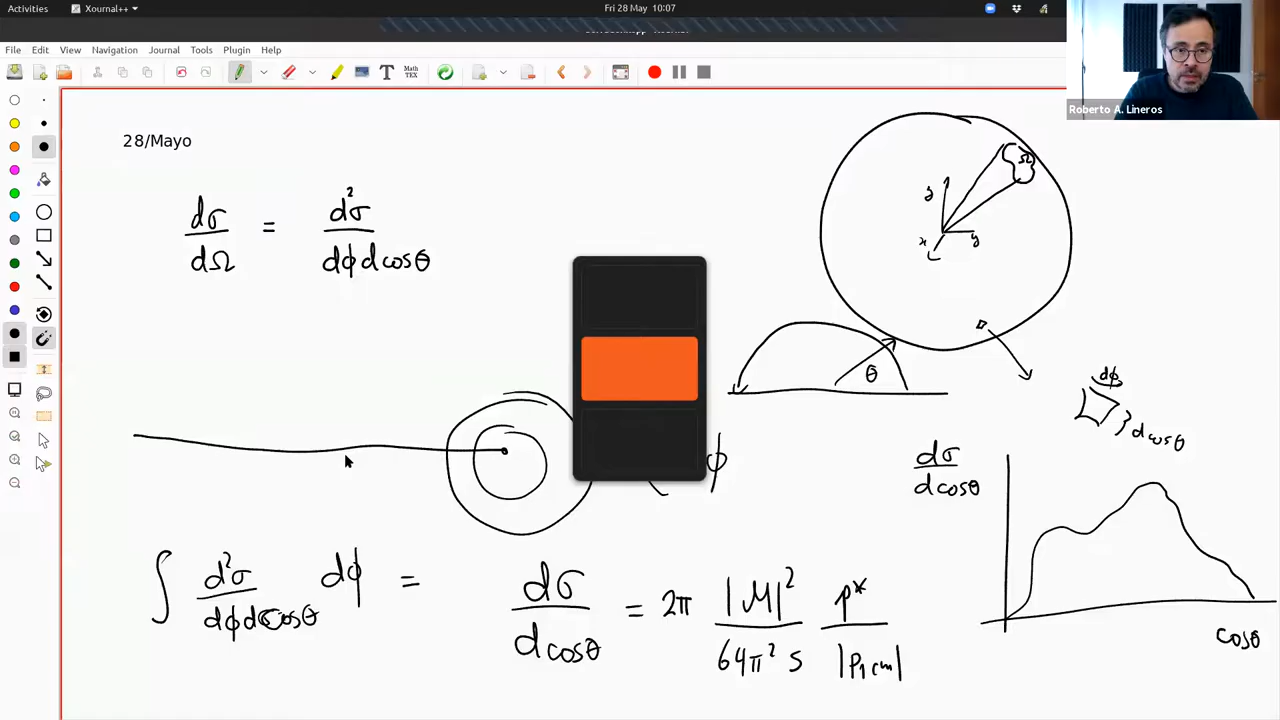 Activities
Xournal++
Fri 28 May 10:07
File Edit View Navigation Journal Tools Plugin Help
Roberto A. Lineros
28/Mayo
dσ/dΩ = d²σ/dϕ dcosθ
Ω
z
x
y
θ
dϕ
dcosθ
ϕ
dσ/dcosθ
cosθ
∫ d²σ/dϕdcosθ dϕ = dσ/dcosθ = 2π |M|²/64π² s p*/|p₁cm|